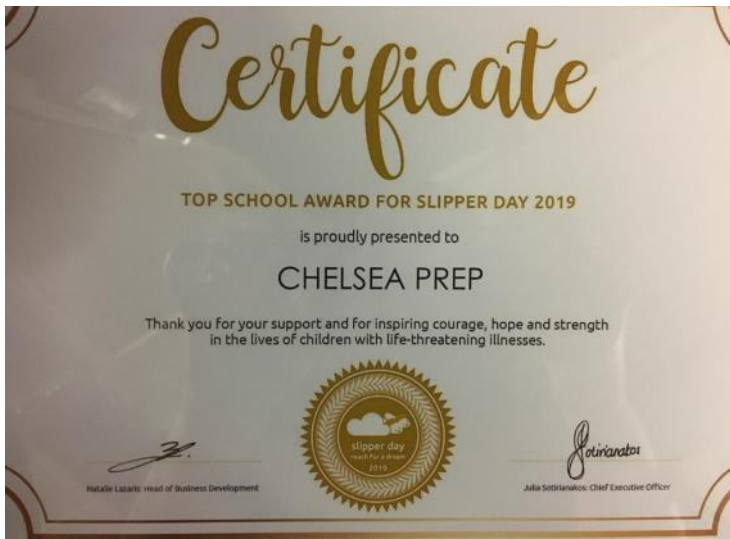 Certificate
TOP SCHOOL AWARD FOR SLIPPER DAY 2019
is proudly presented to
CHELSEA PREP
Thank you for your support and for inspiring courage, hope and strength
in the lives of children with life-threatening illnesses.
slipper day
reach for a dream
2019
Sotirianakos
Natalie Lazaris: Head of Business Development
Julia Sotirianakos: Chief Executive Officer